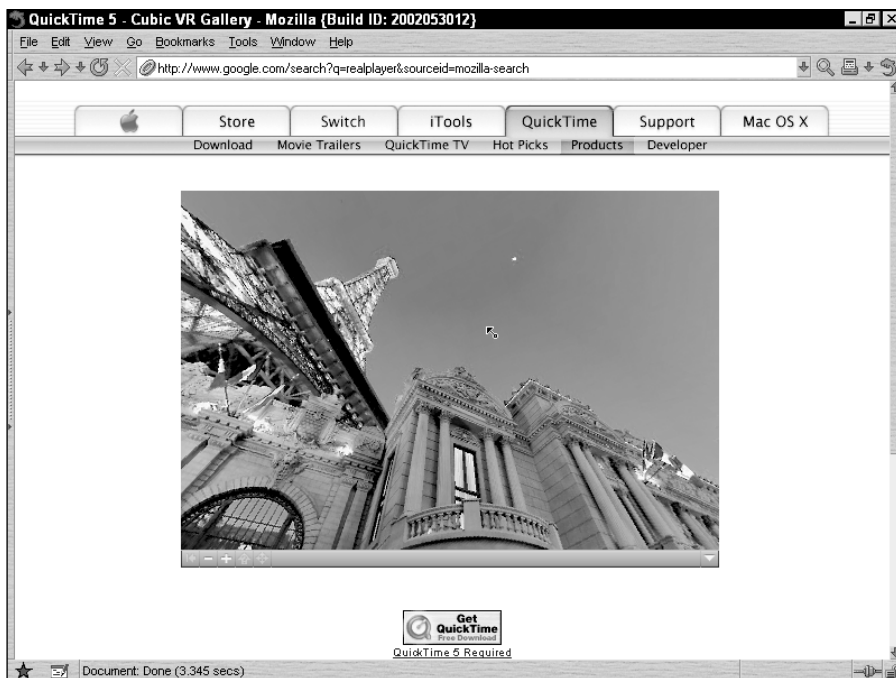 QuickTime 5 - Cubic VR Gallery - Mozilla {Build ID: 2002053012}
File Edit View Go Bookmarks Tools Window Help
http://www.google.com/search?q=realplayer&sourceid=mozilla-search
Store Switch iTools QuickTime Support Mac OS X
Download Movie Trailers QuickTime TV Hot Picks Products Developer
Get
QuickTime
Free Download
QuickTime 5 Required
Document: Done (3.345 secs)